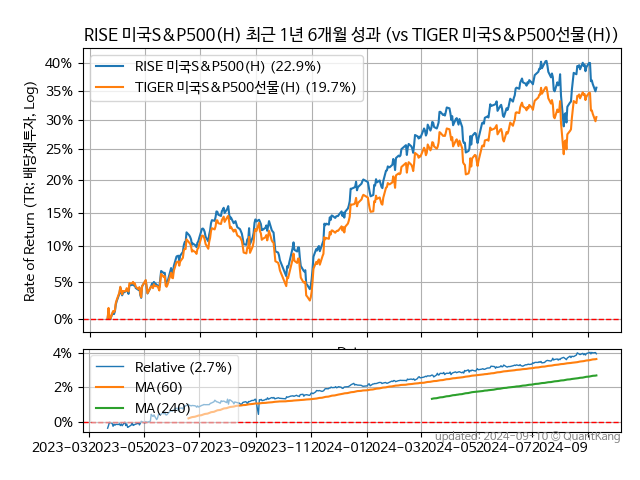 RISE 미국S&P500(H) 최근 1년 6개월 성과 (vs TIGER 미국S&P500선물(H))
Rate of Return (TR: 배당재투자, Log)
40%
35%
30%
25%
20%
15%
10%
5%
0%
RISE 미국S&P500(H) (22.9%)
TIGER 미국S&P500선물(H) (19.7%)
4%
2%
0%
Relative (2.7%)
MA(60)
MA(240)
2023-03 2023-05 2023-07 2023-09 2023-11 2024-01 2024-03 2024-05 2024-07 2024-09
updated: 2024-09-10 © QuantKang